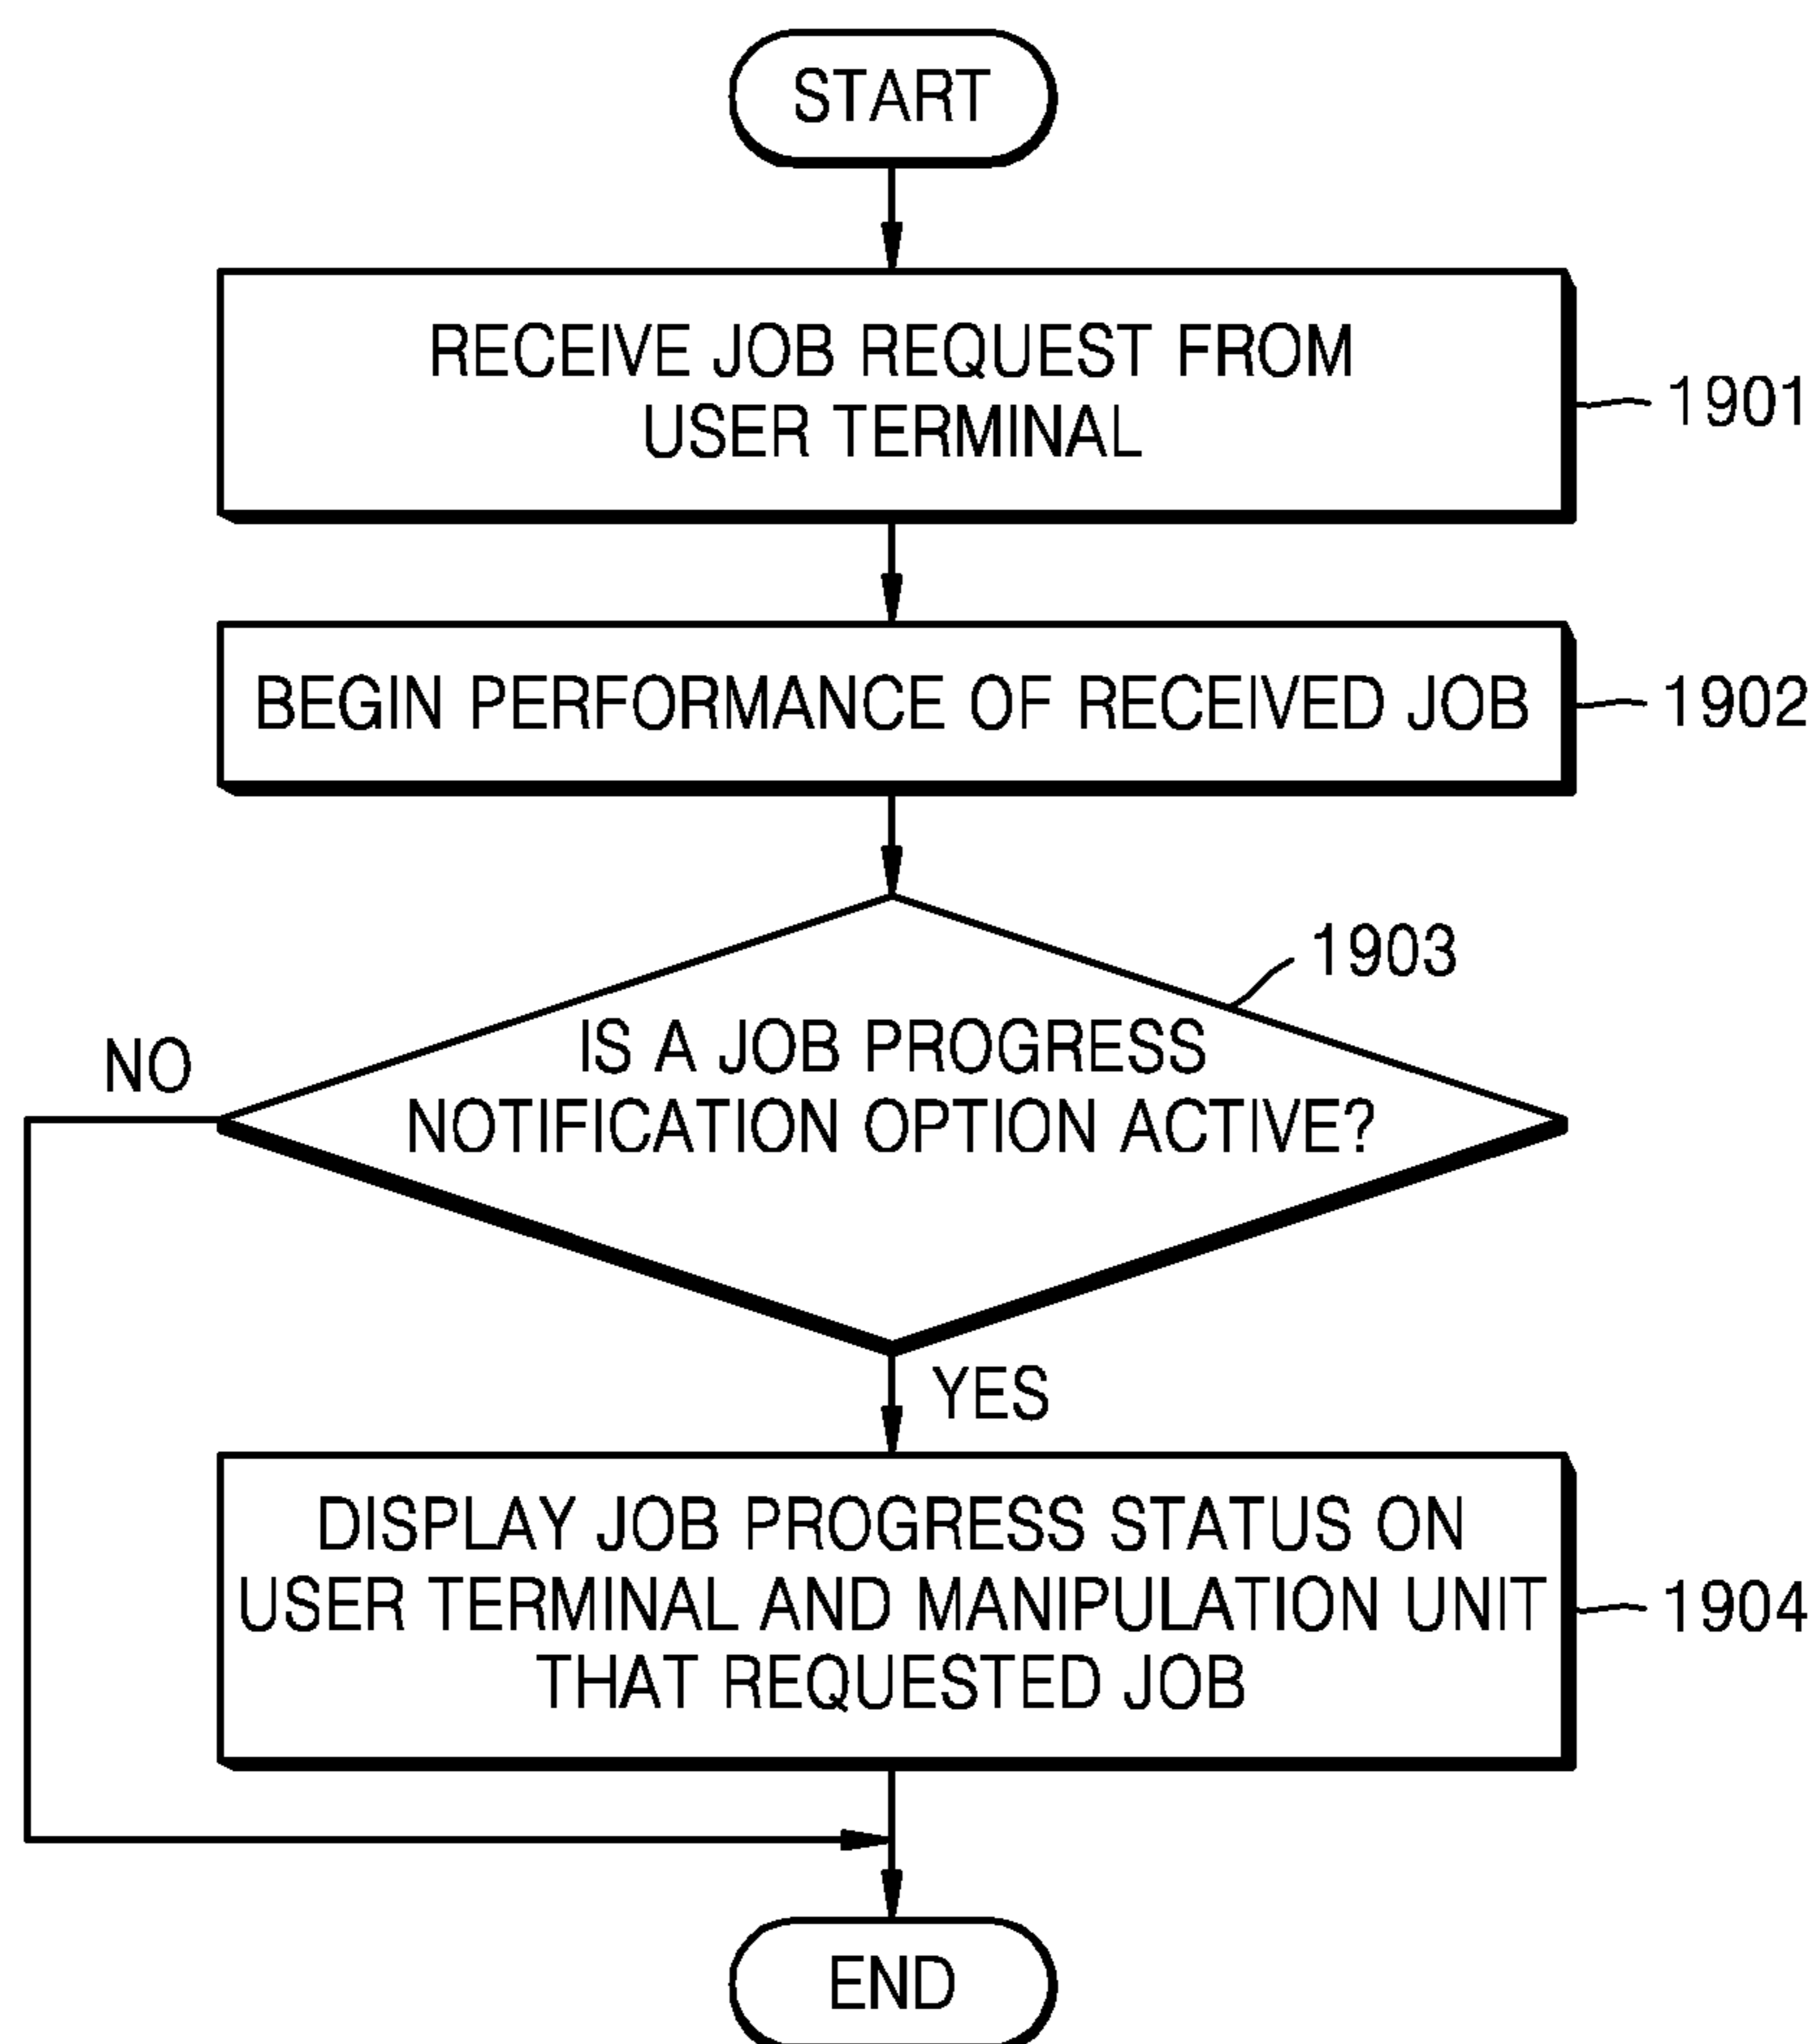 START
RECEIVE JOB REQUEST FROM
USER TERMINAL
1901
BEGIN PERFORMANCE OF RECEIVED JOB
1902
1903
IS A JOB PROGRESS
NOTIFICATION OPTION ACTIVE?
NO
YES
DISPLAY JOB PROGRESS STATUS ON
USER TERMINAL AND MANIPULATION UNIT
THAT REQUESTED JOB
1904
END